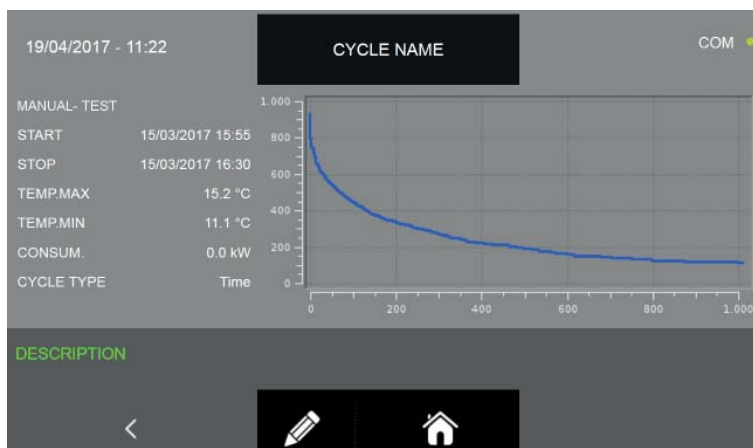 19/04/2017 - 11:22
CYCLE NAME
COM
MANUAL- TEST
START 15/03/2017 15:55
STOP 15/03/2017 16:30
TEMP.MAX 15.2 °C
TEMP.MIN 11.1 °C
CONSUM. 0.0 kW
CYCLE TYPE Time
1.000
800
600
400
200
0
0 200 400 600 800 1.000
DESCRIPTION